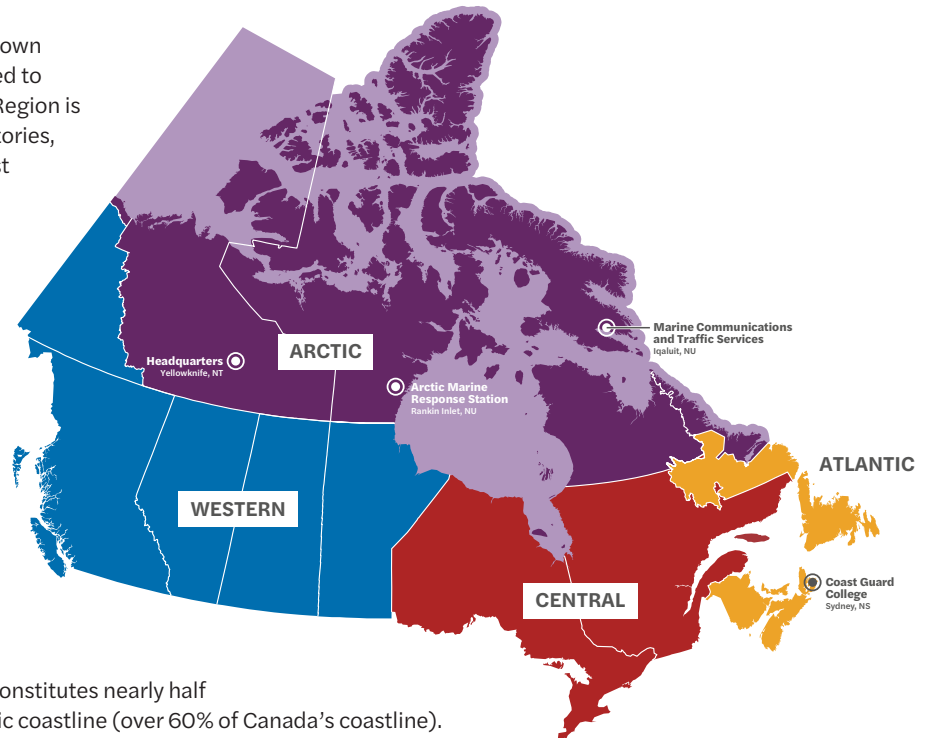 own
ed to
Region is
tories,
st
ARCTIC
Headquarters
Yellowknife, NT
Arctic Marine
Response Station
Rankin Inlet, NU
Marine Communications
and Traffic Services
Iqaluit, NU
WESTERN
ATLANTIC
CENTRAL
Coast Guard
College
Sydney, NS
onstitutes nearly half
ic coastline (over 60% of Canada’s coastline).